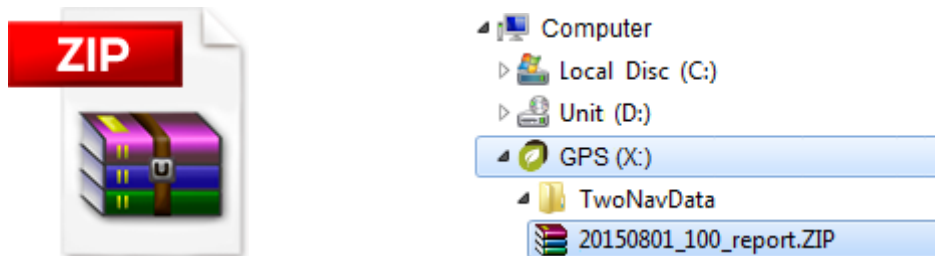 ZIP
Computer
Local Disc (C:)
Unit (D:)
GPS (X:)
TwoNavData
20150801_100_report.ZIP